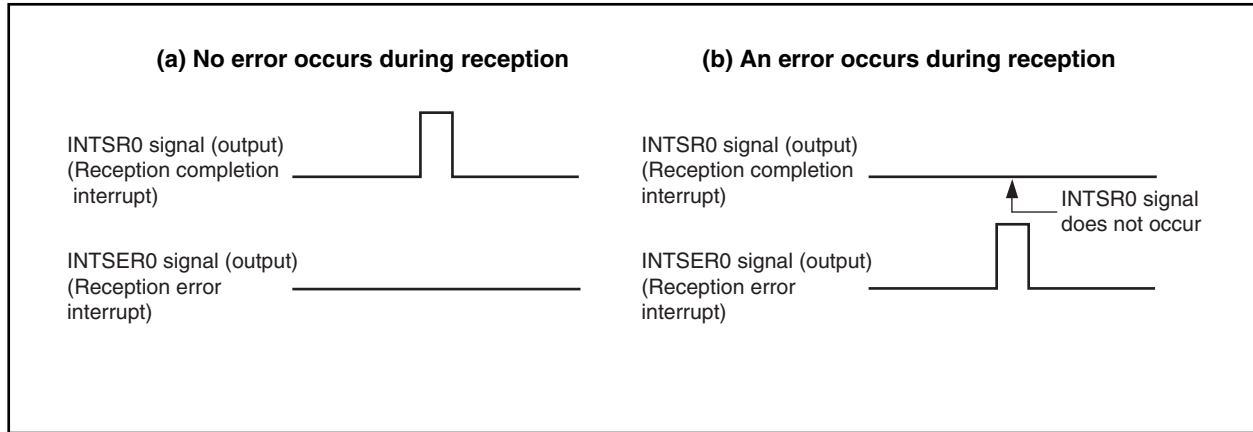 (a) No error occurs during reception
INTSR0 signal (output)
(Reception completion
interrupt)
INTSER0 signal (output)
(Reception error
interrupt)
(b) An error occurs during reception
INTSR0 signal (output)
(Reception completion
interrupt)
INTSR0 signal
does not occur
INTSER0 signal (output)
(Reception error
interrupt)